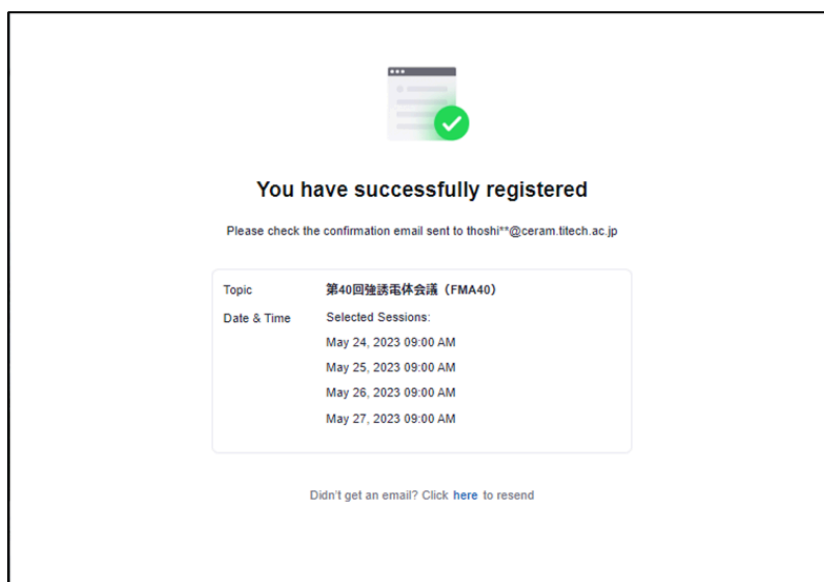 You have successfully registered
Please check the confirmation email sent to thoshi**@ceram.titech.ac.jp
Topic 第40回強誘電体会議（FMA40）
Date & Time Selected Sessions:
May 24, 2023 09:00 AM
May 25, 2023 09:00 AM
May 26, 2023 09:00 AM
May 27, 2023 09:00 AM
Didn't get an email? Click here to resend